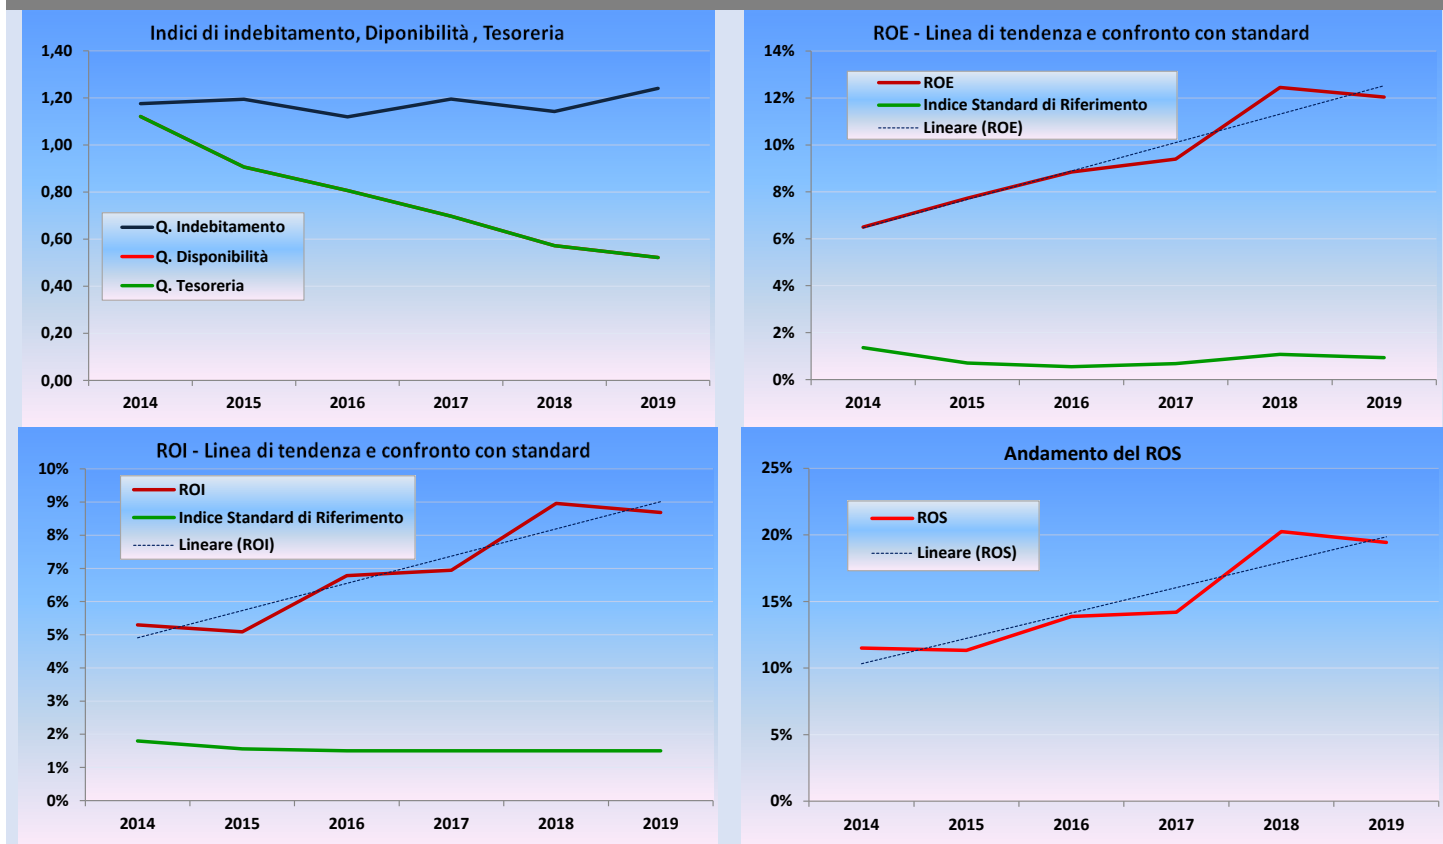 Indici di indebitamento, Diponibilità , Tesoreria
1,40
1,20
1,00
0,80
0,60
0,40
0,20
0,00
Q. Indebitamento
Q. Disponibilità
Q. Tesoreria
2014 2015 2016 2017 2018 2019
ROE - Linea di tendenza e confronto con standard
14%
12%
10%
8%
6%
4%
2%
0%
ROE
Indice Standard di Riferimento
Lineare (ROE)
2014 2015 2016 2017 2018 2019
ROI - Linea di tendenza e confronto con standard
10%
9%
8%
7%
6%
5%
4%
3%
2%
1%
0%
ROI
Indice Standard di Riferimento
Lineare (ROI)
2014 2015 2016 2017 2018 2019
Andamento del ROS
25%
20%
15%
10%
5%
0%
ROS
Lineare (ROS)
2014 2015 2016 2017 2018 2019